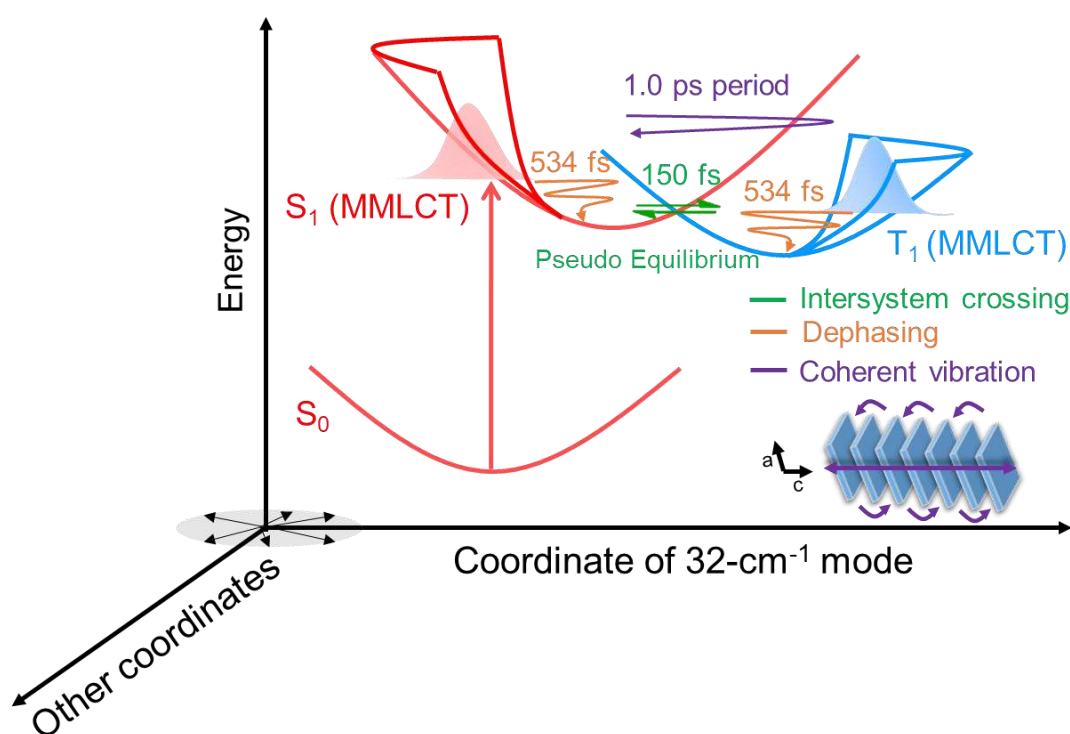 1.0 ps period
534 fs
150 fs
534 fs
S₁ (MMLCT)
Pseudo Equilibrium
T₁ (MMLCT)
Energy
Intersystem crossing
Dephasing
Coherent vibration
S₀
a
c
Coordinate of 32-cm⁻¹ mode
Other coordinates